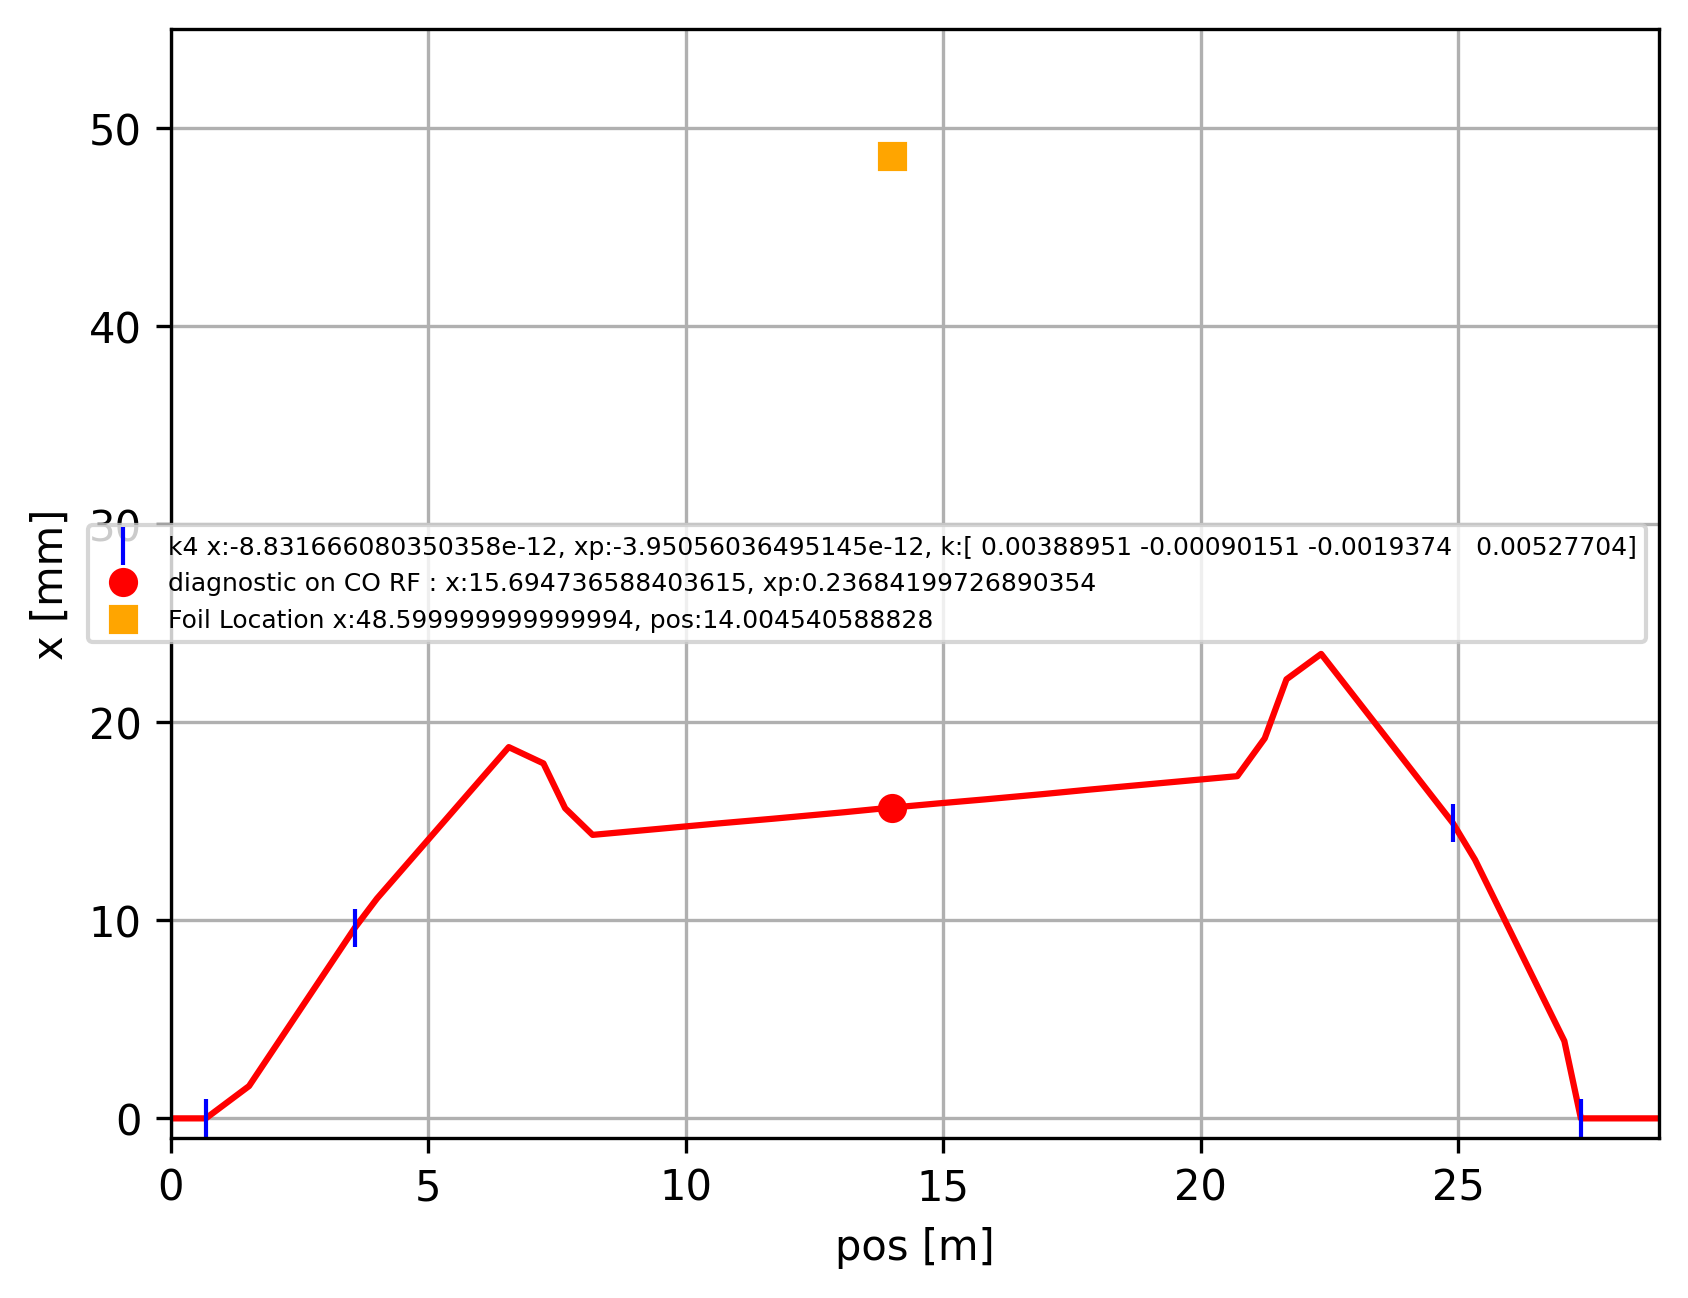 50
40
30
k4 x:-8.831666080350358e-12, xp:-3.95056036495145e-12, k:[ 0.00388951 -0.00090151 -0.0019374   0.00527704]
diagnostic on CO RF : x:15.694736588403615, xp:0.23684199726890354
Foil Location x:48.599999999999994, pos:14.004540588828
x [mm]
20
10
0
0 5 10 15 20 25
pos [m]